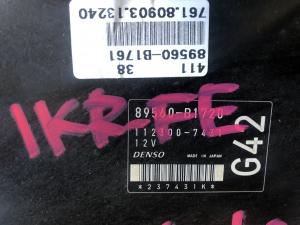 761.80903.13240
89560-B1761
38
411
1KR-FE
89560-B1720
112300-7431
12V
DENSO MADE IN JAPAN
G42
*237431K*